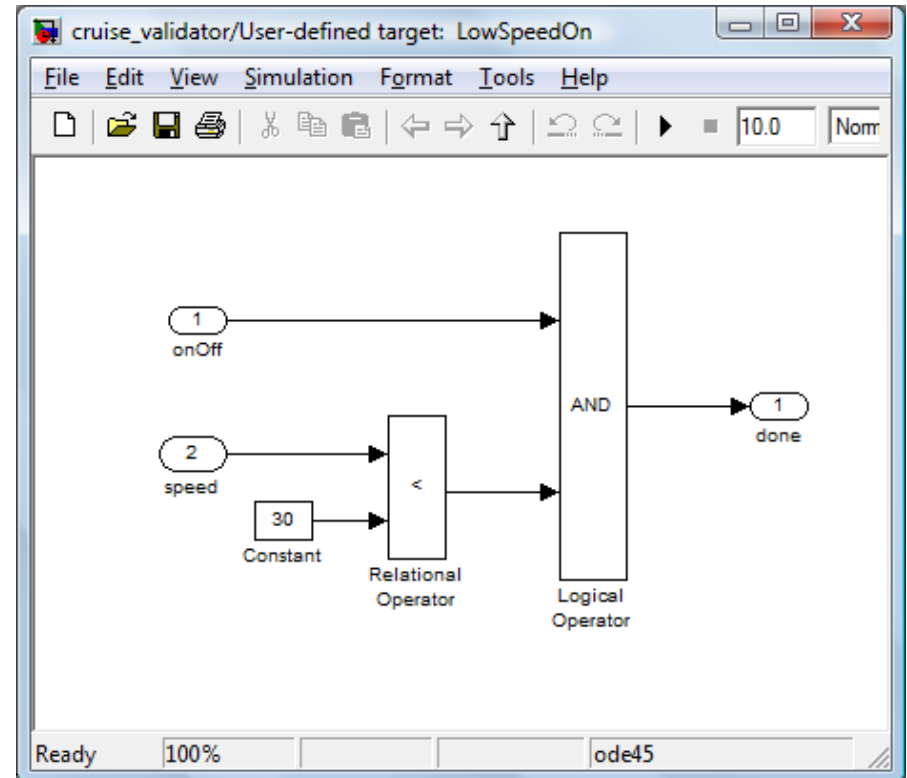 cruise_validator/User-defined target: LowSpeedOn
File Edit View Simulation Format Tools Help
10.0 Norm
1
onOff
AND
1
done
2
speed
<
30
Constant
Relational
Operator
Logical
Operator
Ready 100% ode45